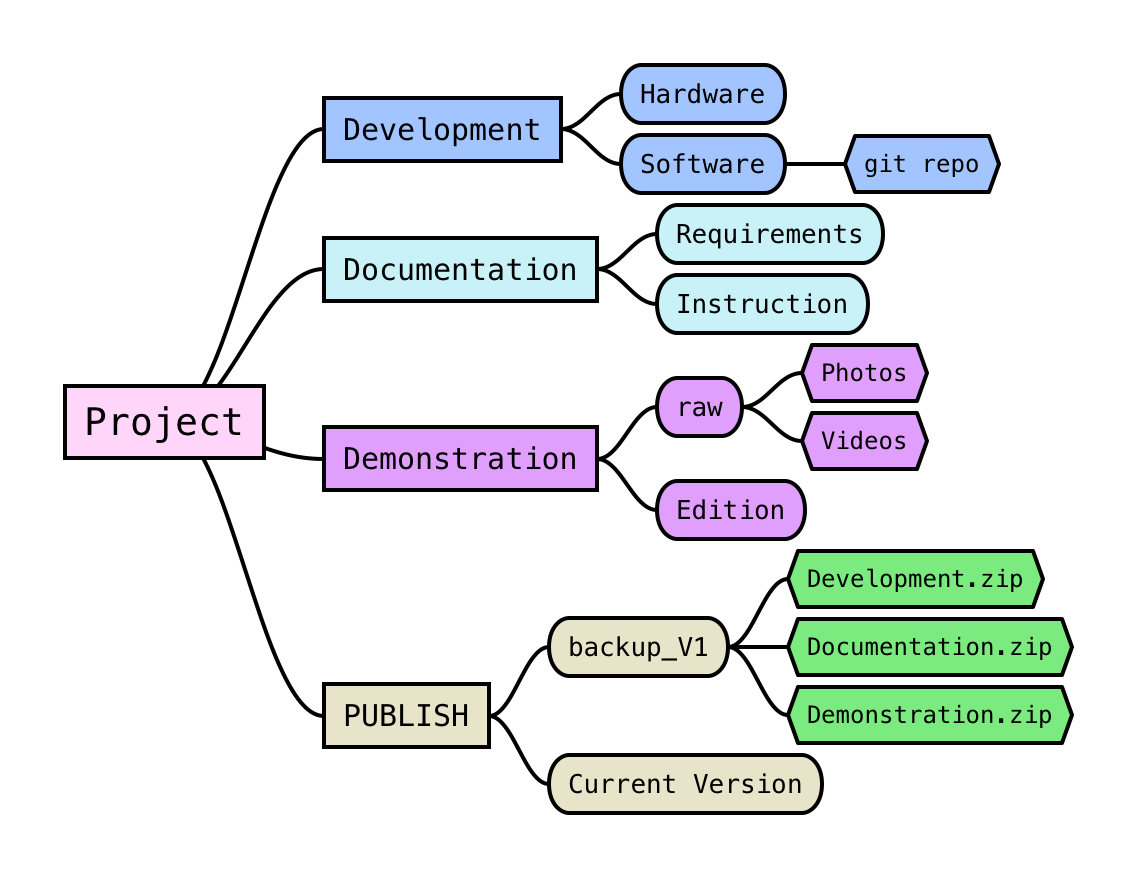 Project
Development
Hardware
Software
git repo
Documentation
Requirements
Instruction
Demonstration
raw
Photos
Videos
Edition
PUBLISH
backup_V1
Development.zip
Documentation.zip
Demonstration.zip
Current Version